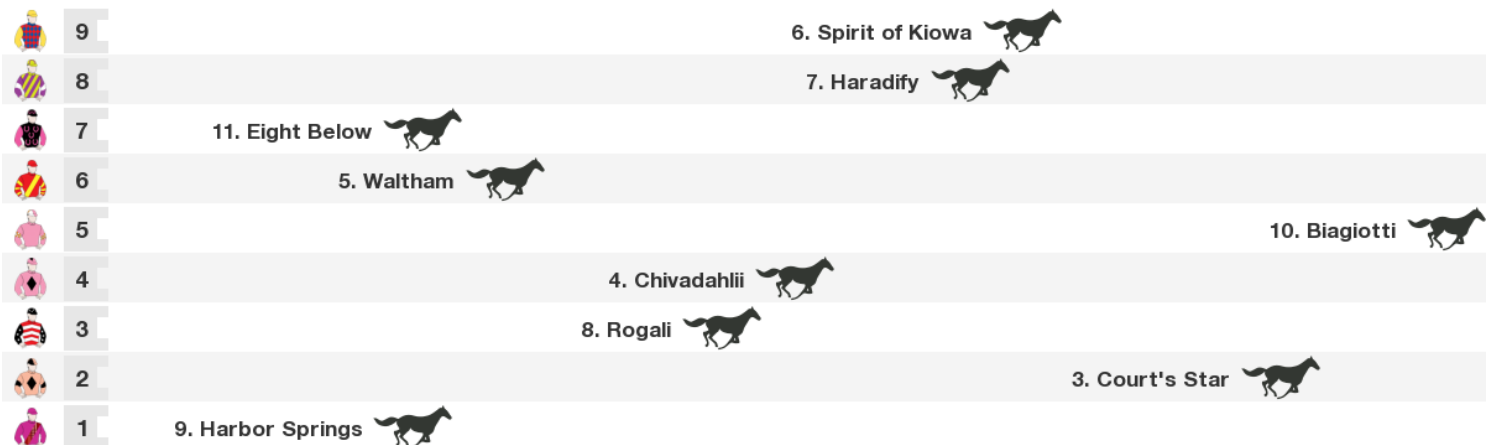 9 6. Spirit of Kiowa
8 7. Haradify
7 11. Eight Below
6 5. Waltham
5 10. Biagiotti
4 4. Chivadahlii
3 8. Rogali
2 3. Court's Star
1 9. Harbor Springs